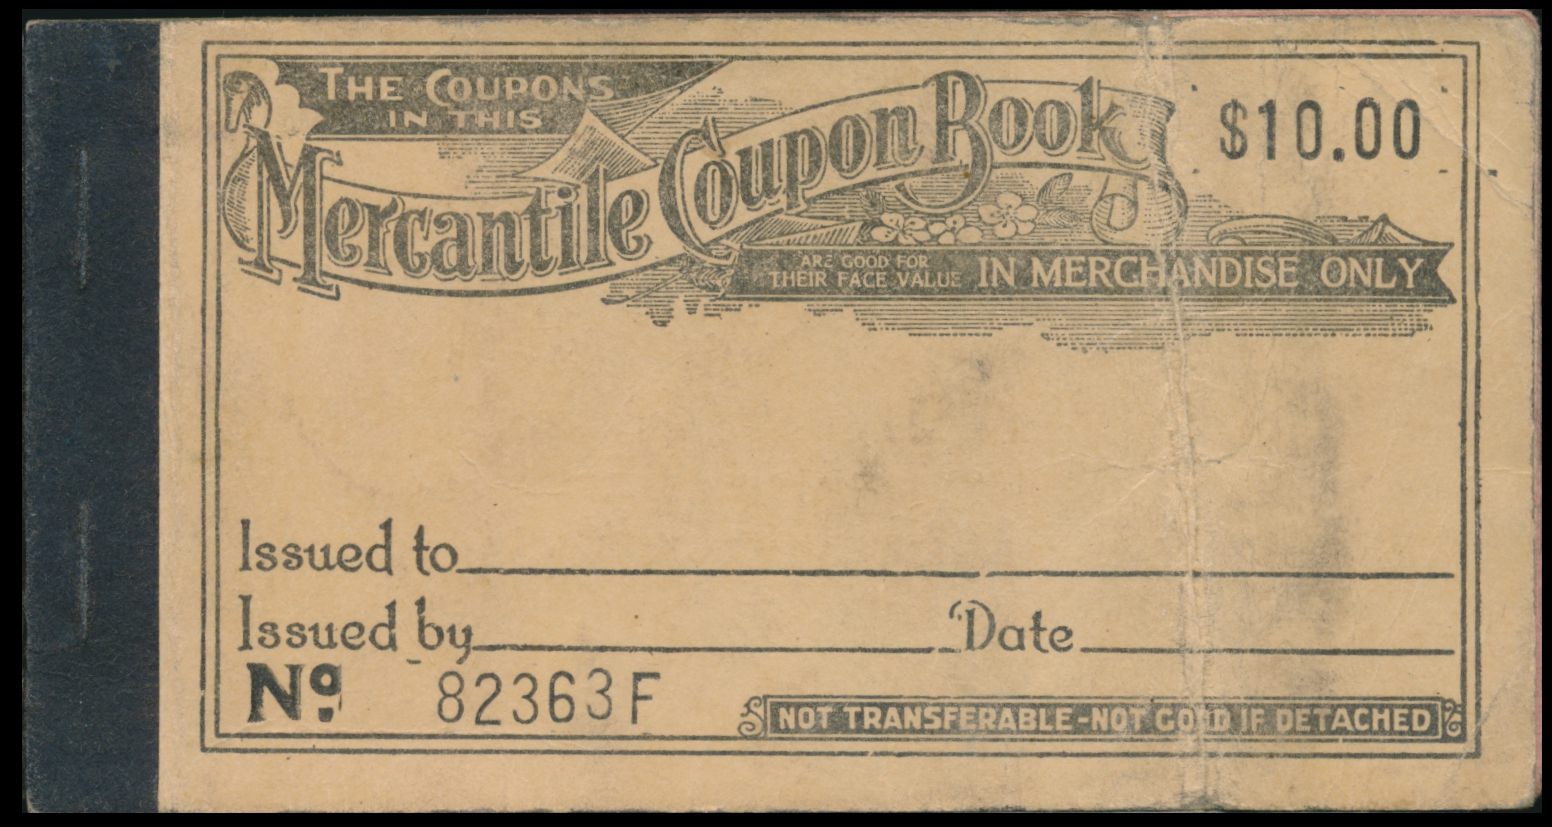 THE COUPONS
IN THIS
Mercantile Coupon Book
$10.00
ARE GOOD FOR
THEIR FACE VALUE IN MERCHANDISE ONLY
Issued to
Issued by Date
No. 82363F
NOT TRANSFERABLE-NOT GOOD IF DETACHED